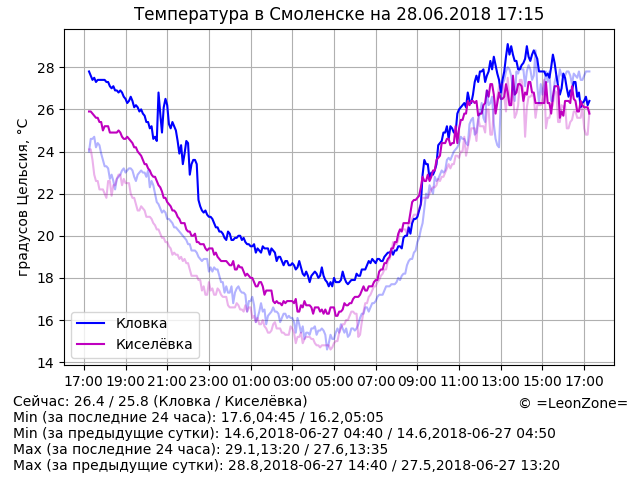 Температура в Смоленске на 28.06.2018 17:15
градусов Цельсия, °C
28
26
24
22
20
18
16
14
Кловка
Киселёвка
17:00 19:00 21:00 23:00 01:00 03:00 05:00 07:00 09:00 11:00 13:00 15:00 17:00
Сейчас: 26.4 / 25.8 (Кловка / Киселёвка)
© =LeonZone=
Min (за последние 24 часа): 17.6,04:45 / 16.2,05:05
Min (за предыдущие сутки): 14.6,2018-06-27 04:40 / 14.6,2018-06-27 04:50
Max (за последние 24 часа): 29.1,13:20 / 27.6,13:35
Max (за предыдущие сутки): 28.8,2018-06-27 14:40 / 27.5,2018-06-27 13:20